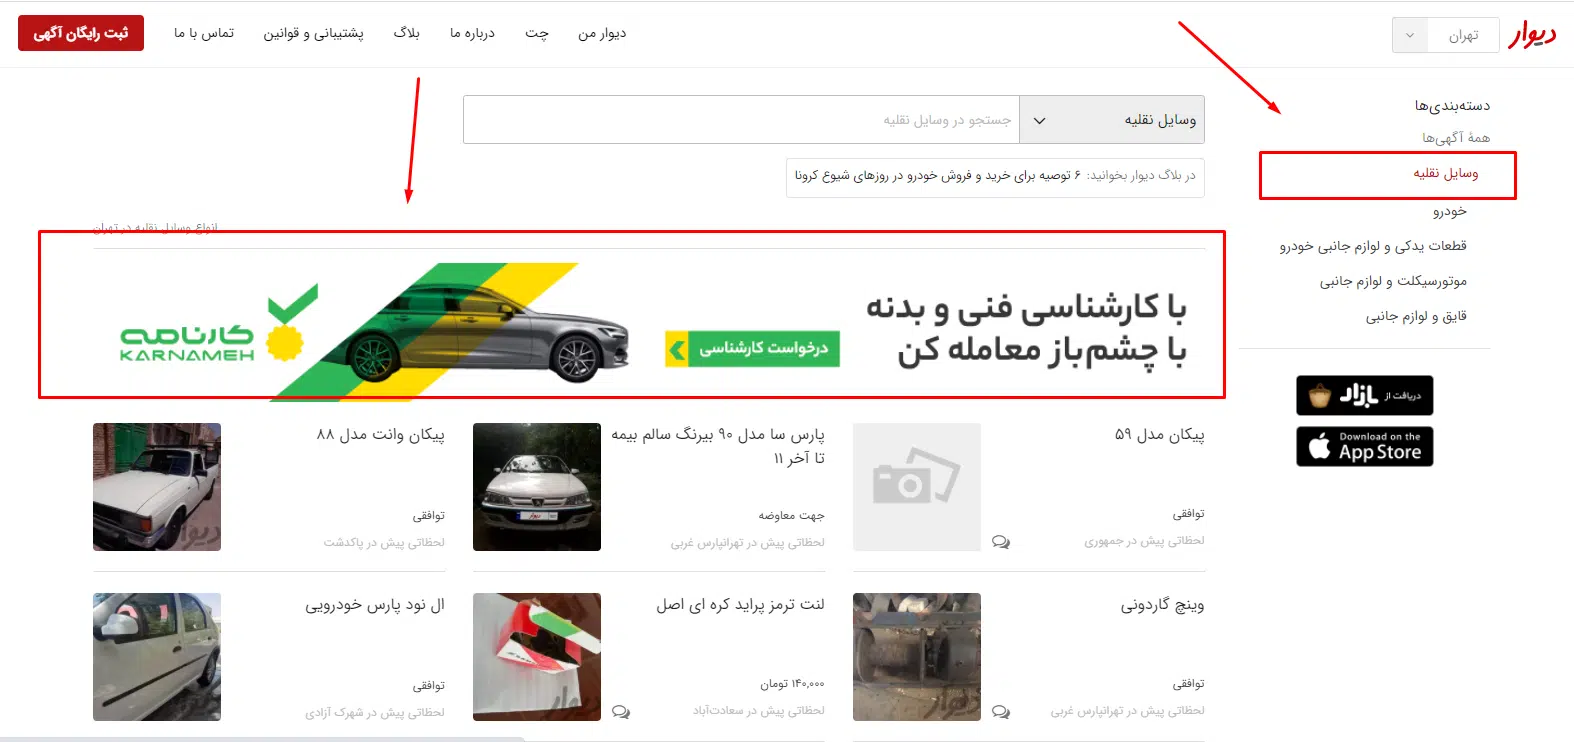 دیوار
تهران
دیوار من
چت
درباره ما
بلاگ
پشتیبانی و قوانین
تماس با ما
ثبت رایگان آگهی
دسته‌بندی‌ها
همهٔ آگهی‌ها
وسایل نقلیه
خودرو
قطعات یدکی و لوازم جانبی خودرو
موتورسیکلت و لوازم جانبی
قایق و لوازم جانبی
دریافت از بازار
Download on the
App Store
وسایل نقلیه
جستجو در وسایل نقلیه
در بلاگ دیوار بخوانید: ۶ توصیه برای خرید و فروش خودرو در روزهای شیوع کرونا
انواع وسایل نقلیه در تهران
با کارشناسی فنی و بدنه
با چشم‌باز معامله کن
درخواست کارشناسی
کارنامه
KARNAMEH
پیکان مدل ۵۹
توافقی
لحظاتی پیش در جمهوری
پارس سا مدل ۹۰ بیرنگ سالم بیمه
تا آخر ۱۱
جهت معاوضه
لحظاتی پیش در تهرانپارس غربی
پیکان وانت مدل ۸۸
توافقی
لحظاتی پیش در پاکدشت
دیوار
وینچ گاردونی
توافقی
لحظاتی پیش در تهرانپارس غربی
دیوار
لنت ترمز پراید کره ای اصل
۱۴۰,۰۰۰ تومان
لحظاتی پیش در سعادت‌آباد
دیوار
ال نود پارس خودرویی
توافقی
لحظاتی پیش در شهرک آزادی
دیوار